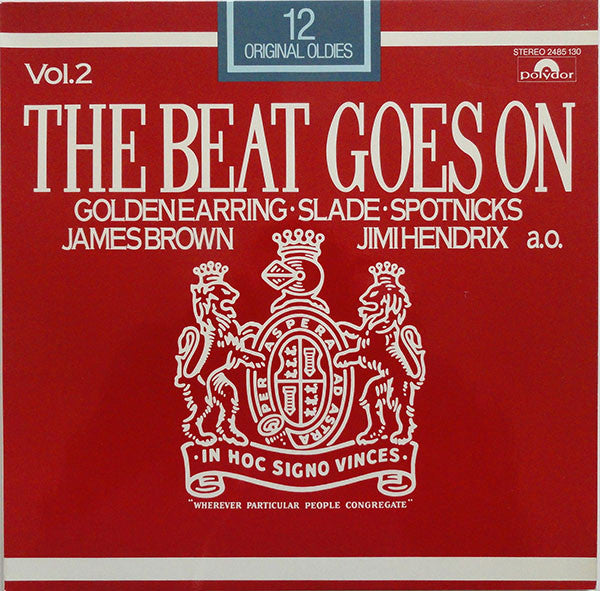 12
ORIGINAL OLDIES
STEREO 2485 130
polydor
Vol.2
THE BEAT GOES ON
GOLDEN EARRING · SLADE · SPOTNICKS
JAMES BROWN JIMI HENDRIX a.o.
PER ASPERA AD ASTRA
· IN HOC SIGNO VINCES ·
"WHEREVER PARTICULAR PEOPLE CONGREGATE"